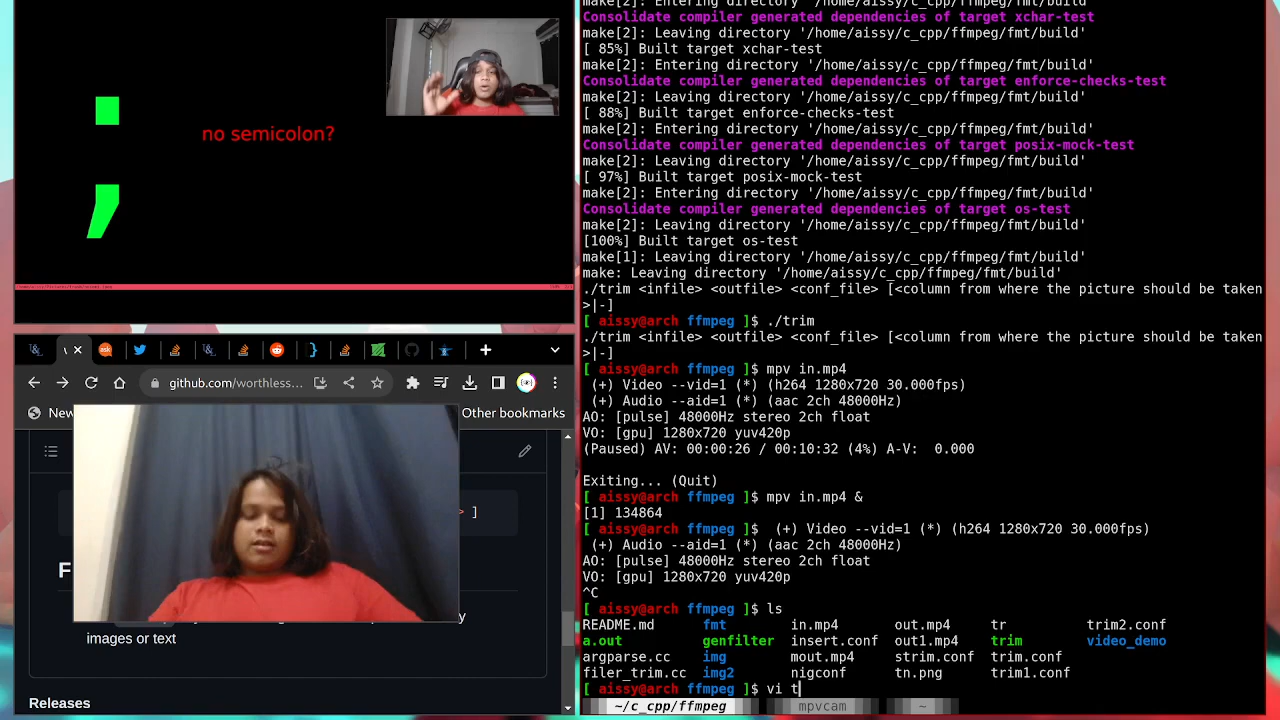 no semicolon?
;
github.com/worthless...
New
Other bookmarks
> ]
F
y
images or text
Releases
make[2]: Entering directory '/home/aissy/c_cpp/ffmpeg/fmt/build'
Consolidate compiler generated dependencies of target xchar-test
make[2]: Leaving directory '/home/aissy/c_cpp/ffmpeg/fmt/build'
[ 85%] Built target xchar-test
make[2]: Entering directory '/home/aissy/c_cpp/ffmpeg/fmt/build'
Consolidate compiler generated dependencies of target enforce-checks-test
make[2]: Leaving directory '/home/aissy/c_cpp/ffmpeg/fmt/build'
[ 88%] Built target enforce-checks-test
make[2]: Entering directory '/home/aissy/c_cpp/ffmpeg/fmt/build'
Consolidate compiler generated dependencies of target posix-mock-test
make[2]: Leaving directory '/home/aissy/c_cpp/ffmpeg/fmt/build'
[ 97%] Built target posix-mock-test
make[2]: Entering directory '/home/aissy/c_cpp/ffmpeg/fmt/build'
Consolidate compiler generated dependencies of target os-test
make[2]: Leaving directory '/home/aissy/c_cpp/ffmpeg/fmt/build'
[100%] Built target os-test
make[1]: Leaving directory '/home/aissy/c_cpp/ffmpeg/fmt/build'
make: Leaving directory '/home/aissy/c_cpp/ffmpeg/fmt/build'
./trim <infile> <outfile> <conf_file> [<column from where the picture should be taken
>|-]
[ aissy@arch ffmpeg ]$ ./trim
./trim <infile> <outfile> <conf_file> [<column from where the picture should be taken
>|-]
[ aissy@arch ffmpeg ]$ mpv in.mp4
(+) Video --vid=1 (*) (h264 1280x720 30.000fps)
(+) Audio --aid=1 (*) (aac 2ch 48000Hz)
AO: [pulse] 48000Hz stereo 2ch float
VO: [gpu] 1280x720 yuv420p
(Paused) AV: 00:00:26 / 00:10:32 (4%) A-V:  0.000
Exiting... (Quit)
[ aissy@arch ffmpeg ]$ mpv in.mp4 &
[1] 134864
[ aissy@arch ffmpeg ]$  (+) Video --vid=1 (*) (h264 1280x720 30.000fps)
(+) Audio --aid=1 (*) (aac 2ch 48000Hz)
AO: [pulse] 48000Hz stereo 2ch float
VO: [gpu] 1280x720 yuv420p
^C
[ aissy@arch ffmpeg ]$ ls
README.md fmt in.mp4 out.mp4 tr trim2.conf
a.out genfilter insert.conf out1.mp4 trim video_demo
argparse.cc img mout.mp4 strim.conf trim.conf
filer_trim.cc img2 nigconf tn.png trim1.conf
[ aissy@arch ffmpeg ]$ vi t
~/c_cpp/ffmpeg mpvcam ~